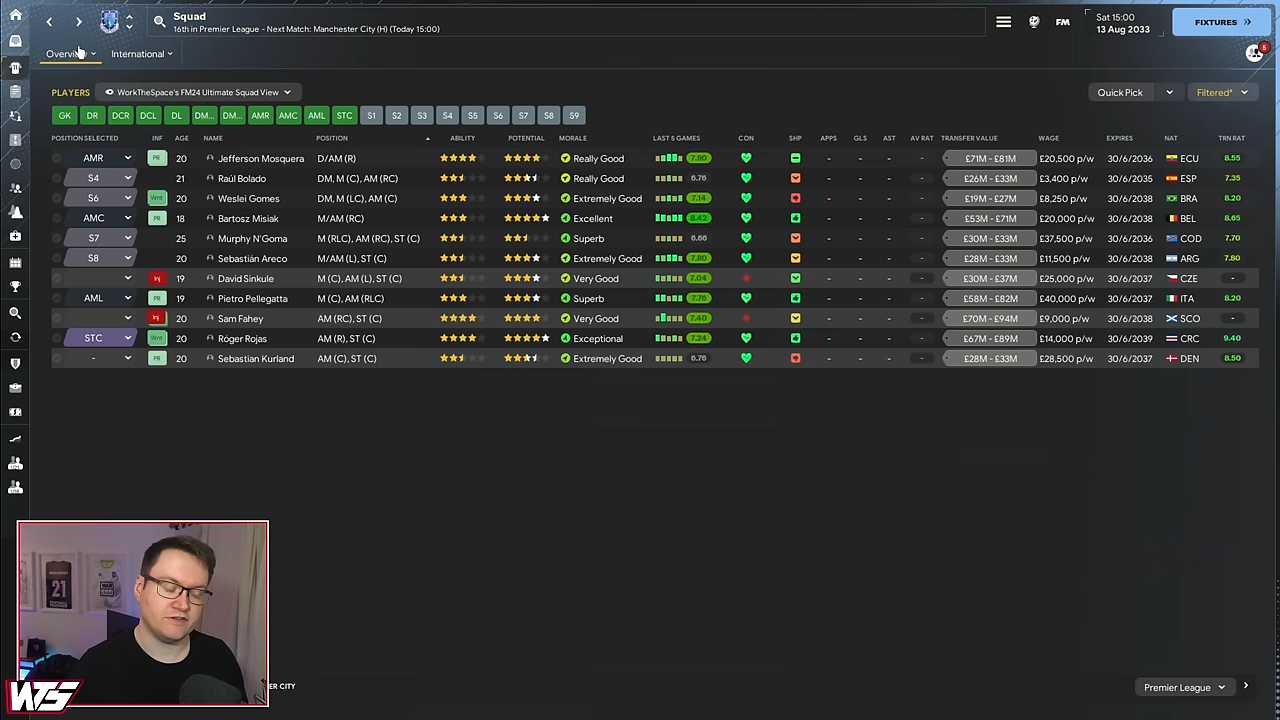 Squad
16th in Premier League - Next Match: Manchester City (H) (Today 15:00)
FM
Sat 15:00
13 Aug 2033
FIXTURES
Overview
International
5
PLAYERS
WorkTheSpace's FM24 Ultimate Squad View
Quick Pick
Filtered*
GK DR DCR DCL DL DM... DM... AMR AMC AML STC S1 S2 S3 S4 S5 S6 S7 S8 S9
POSITION SELECTED INF AGE NAME POSITION ABILITY POTENTIAL MORALE LAST 5 GAMES CON SHP APPS GLS AST AV RAT TRANSFER VALUE WAGE EXPIRES NAT TRN RAT
AMR PR 20 Jefferson Mosquera D/AM (R) Really Good 7.90 - - - - £71M - £81M £20,500 p/w 30/6/2036 ECU 8.55
S4 21 Raúl Bolado DM, M (C), AM (RC) Really Good 6.76 - - - - £26M - £33M £3,400 p/w 30/6/2035 ESP 7.35
S6 Wnt 20 Weslei Gomes DM, M (LC), AM (C) Extremely Good 7.14 - - - - £19M - £27M £8,250 p/w 30/6/2038 BRA 8.20
AMC PR 18 Bartosz Misiak M/AM (RC) Excellent 8.42 - - - - £53M - £71M £20,000 p/w 30/6/2038 BEL 8.65
S7 25 Murphy N'Goma M (RLC), AM (RC), ST (C) Superb 6.66 - - - - £30M - £33M £37,500 p/w 30/6/2036 COD 7.70
S8 20 Sebastián Areco M/AM (L), ST (C) Extremely Good 7.80 - - - - £28M - £33M £11,500 p/w 30/6/2038 ARG 7.80
Inj 19 David Sinkule M (C), AM (L), ST (C) Very Good 7.04 - - - - £30M - £37M £25,000 p/w 30/6/2037 CZE -
AML PR 19 Pietro Pellegatta M (C), AM (RLC) Superb 7.76 - - - - £58M - £82M £40,000 p/w 30/6/2037 ITA 8.20
Inj 20 Sam Fahey AM (RC), ST (C) Very Good 7.40 - - - - £70M - £94M £9,000 p/w 30/6/2038 SCO -
STC Wnt 20 Róger Rojas AM (R), ST (C) Exceptional 7.24 - - - - £67M - £89M £14,000 p/w 30/6/2039 CRC 9.40
- PR 20 Sebastian Kurland AM (C), ST (C) Extremely Good 6.76 - - - - £28M - £33M £28,500 p/w 30/6/2037 DEN 8.50
21
WTS
ER CITY
Premier League